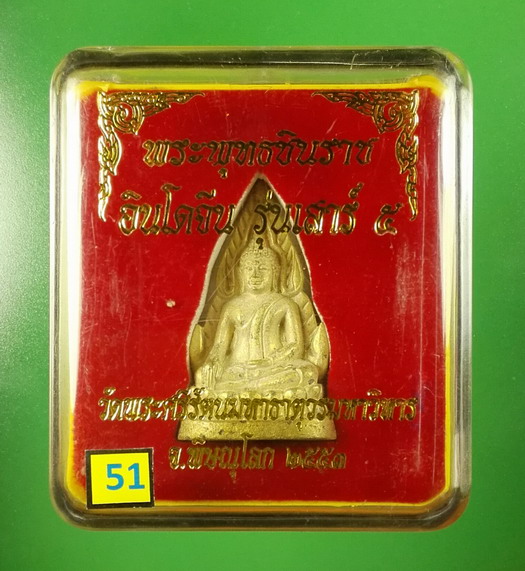 พระพุทธชินราช
อินโดจีน รุ่นเสาร์ ๕
วัดพระศรีรัตนมหาธาตุวรมหาวิหาร
จ.พิษณุโลก ๒๕๕๓
51